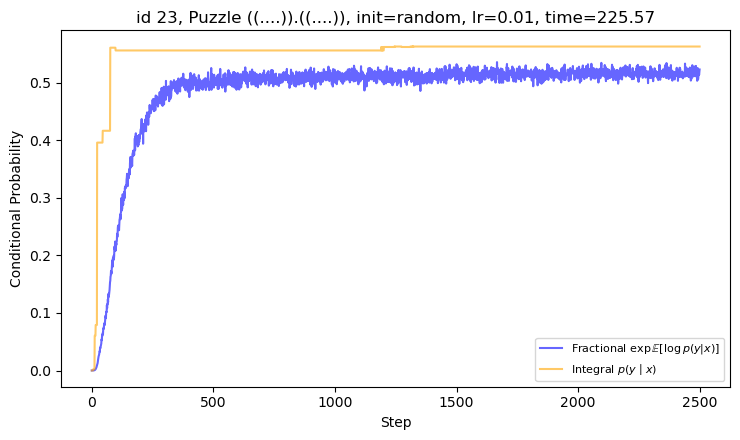 id 23, Puzzle ((....)).((....)), init=random, lr=0.01, time=225.57
Conditional Probability
0.5
0.4
0.3
0.2
0.1
0.0
Fractional exp𝔼[log p(y|x)]
Integral p(y | x)
0 500 1000 1500 2000 2500
Step